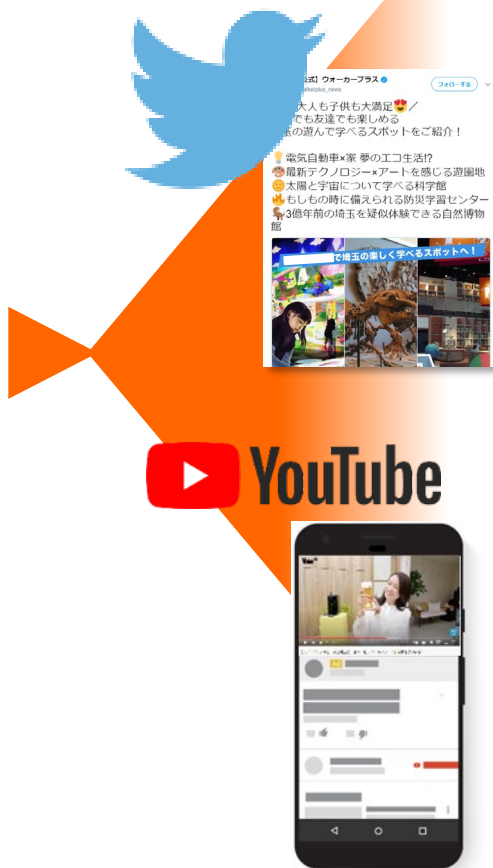 公式】ウォーカープラス
フォローする
大人も子供も大満足😍／
でも友達でも楽しめる
玉の遊んで学べるスポットをご紹介！
💡電気自動車×家 夢のエコ生活!?
最新テクノロジー×アートを感じる遊園地
🌞太陽と宇宙について学べる科学館
🔥もしもの時に備えられる防災学習センター
3億年前の埼玉を疑似体験できる自然博物
館
で埼玉の楽しく学べるスポットへ！
YouTube